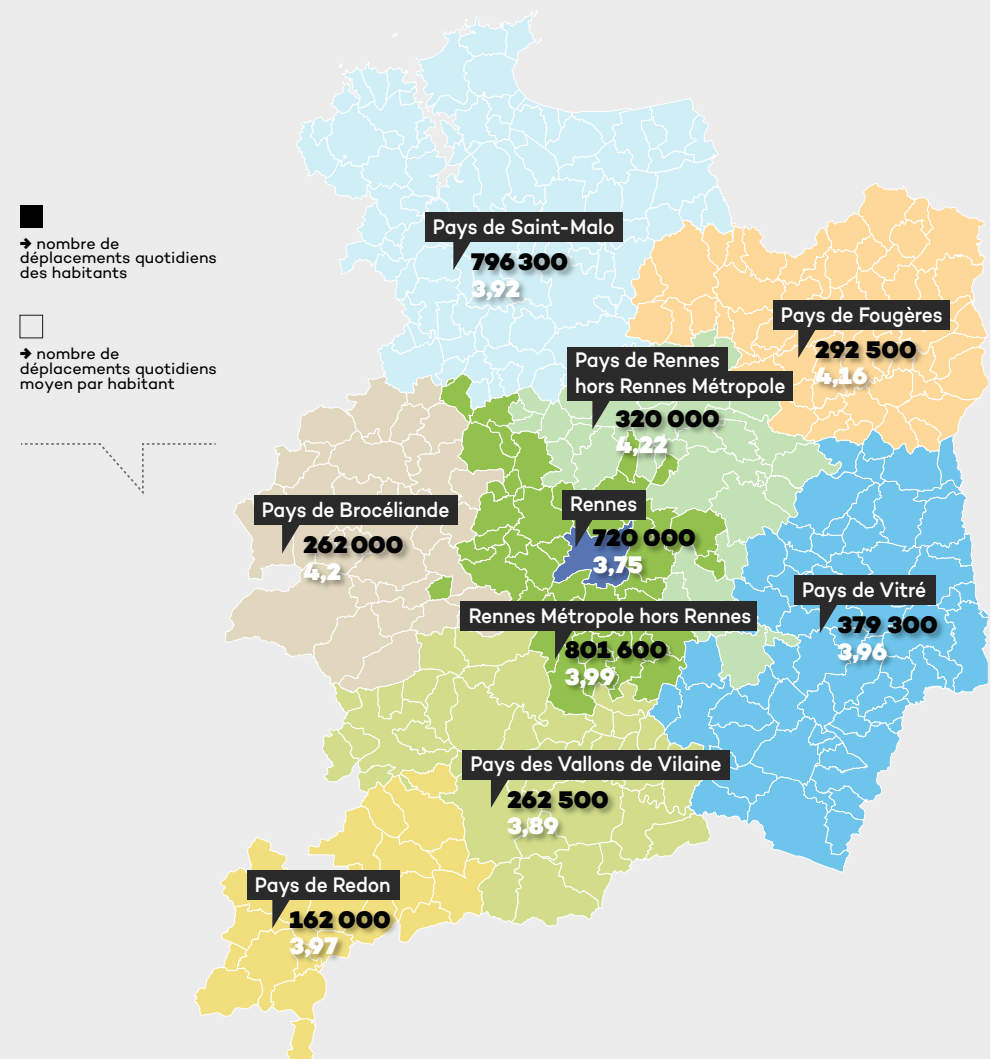 ➔ nombre de
déplacements quotidiens
des habitants
➔ nombre de
déplacements quotidiens
moyen par habitant
Pays de Saint-Malo
796 300
3,92
Pays de Fougères
292 500
4,16
Pays de Rennes
hors Rennes Métropole
320 000
4,22
Pays de Brocéliande
262 000
4,2
Rennes
720 000
3,75
Pays de Vitré
379 300
3,96
Rennes Métropole hors Rennes
801 600
3,99
Pays des Vallons de Vilaine
262 500
3,89
Pays de Redon
162 000
3,97